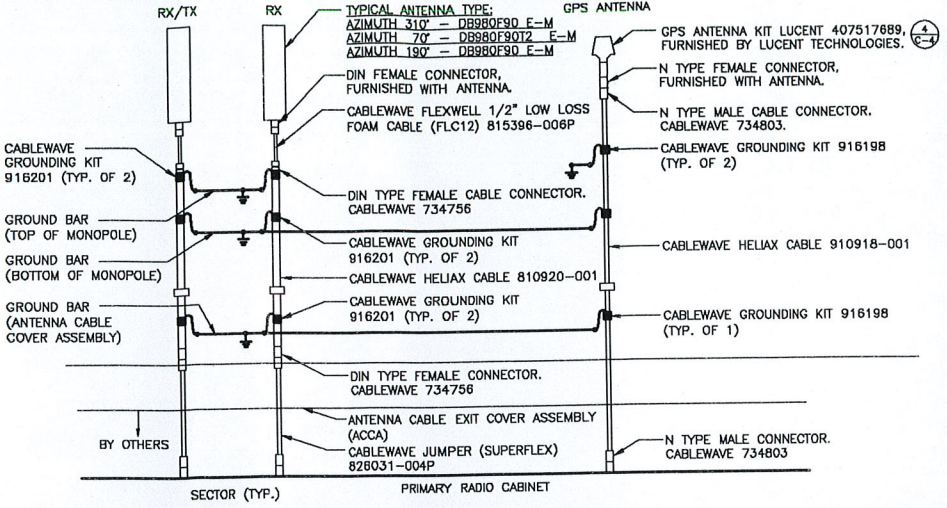 RX/TX
RX
TYPICAL ANTENNA TYPE:
AZIMUTH 310° – DB980F90 E–M
AZIMUTH 70° – DB980F90T2 E–M
AZIMUTH 190° – DB980F90 E–M
GPS ANTENNA
GPS ANTENNA KIT LUCENT 407517689,
FURNISHED BY LUCENT TECHNOLOGIES.
4
C-4
DIN FEMALE CONNECTOR,
FURNISHED WITH ANTENNA.
N TYPE FEMALE CONNECTOR,
FURNISHED WITH ANTENNA.
CABLEWAVE FLEXWELL 1/2" LOW LOSS
FOAM CABLE (FLC12) 815396–006P
N TYPE MALE CABLE CONNECTOR.
CABLEWAVE 734803.
CABLEWAVE
GROUNDING KIT
916201 (TYP. OF 2)
CABLEWAVE GROUNDING KIT 916198
(TYP. OF 2)
DIN TYPE FEMALE CABLE CONNECTOR.
CABLEWAVE 734756
GROUND BAR
(TOP OF MONOPOLE)
CABLEWAVE GROUNDING KIT
916201 (TYP. OF 2)
CABLEWAVE HELIAX CABLE 910918–001
GROUND BAR
(BOTTOM OF MONOPOLE)
CABLEWAVE HELIAX CABLE 810920–001
GROUND BAR
(ANTENNA CABLE
COVER ASSEMBLY)
CABLEWAVE GROUNDING KIT
916201 (TYP. OF 2)
CABLEWAVE GROUNDING KIT 916198
(TYP. OF 1)
DIN TYPE FEMALE CONNECTOR.
CABLEWAVE 734756
ANTENNA CABLE EXIT COVER ASSEMBLY
(ACCA)
BY OTHERS
CABLEWAVE JUMPER (SUPERFLEX)
826031–004P
N TYPE MALE CONNECTOR.
CABLEWAVE 734803
SECTOR (TYP.)
PRIMARY RADIO CABINET